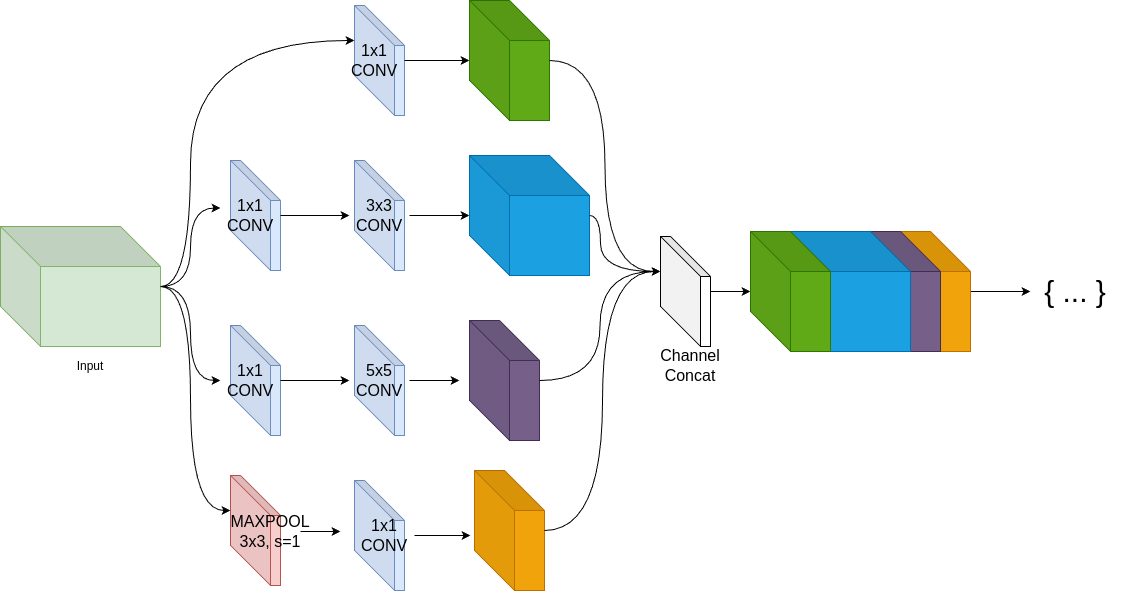 1x1
CONV
1x1
CONV
3x3
CONV
Input
1x1
CONV
5x5
CONV
MAXPOOL
3x3, s=1
1x1
CONV
Channel
Concat
{ ... }